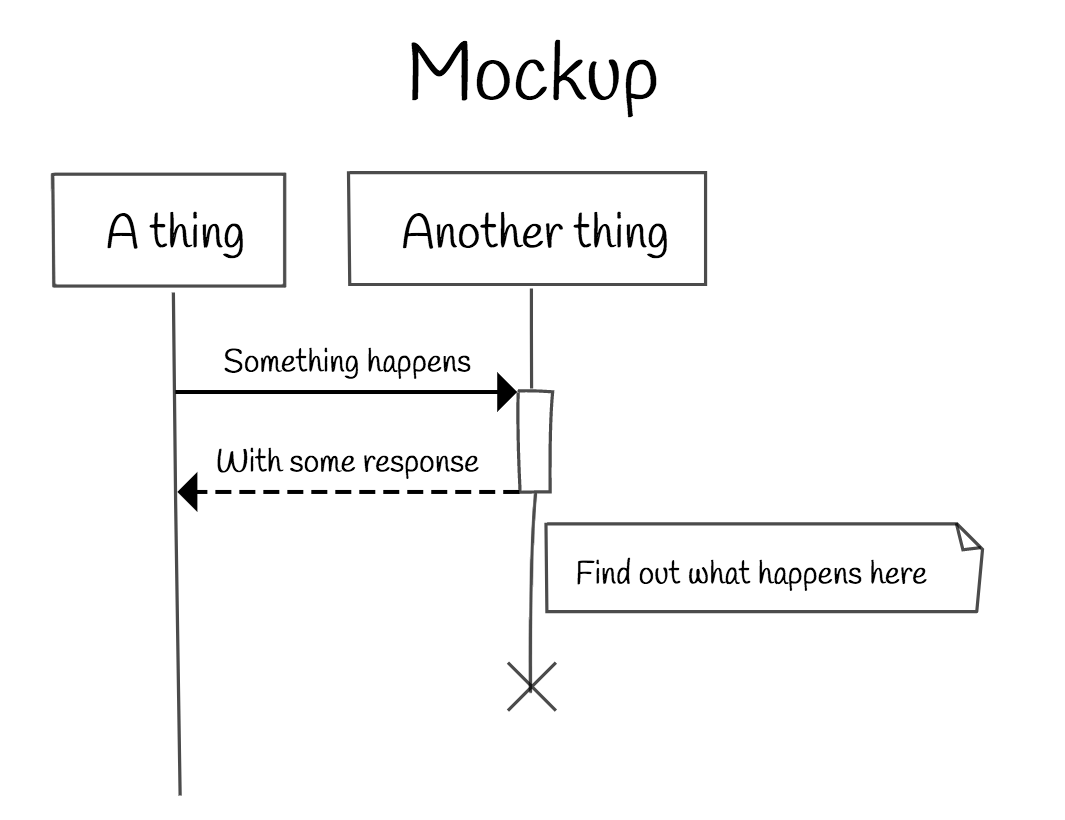 Mockup
A thing
Another thing
Something happens
With some response
Find out what happens here